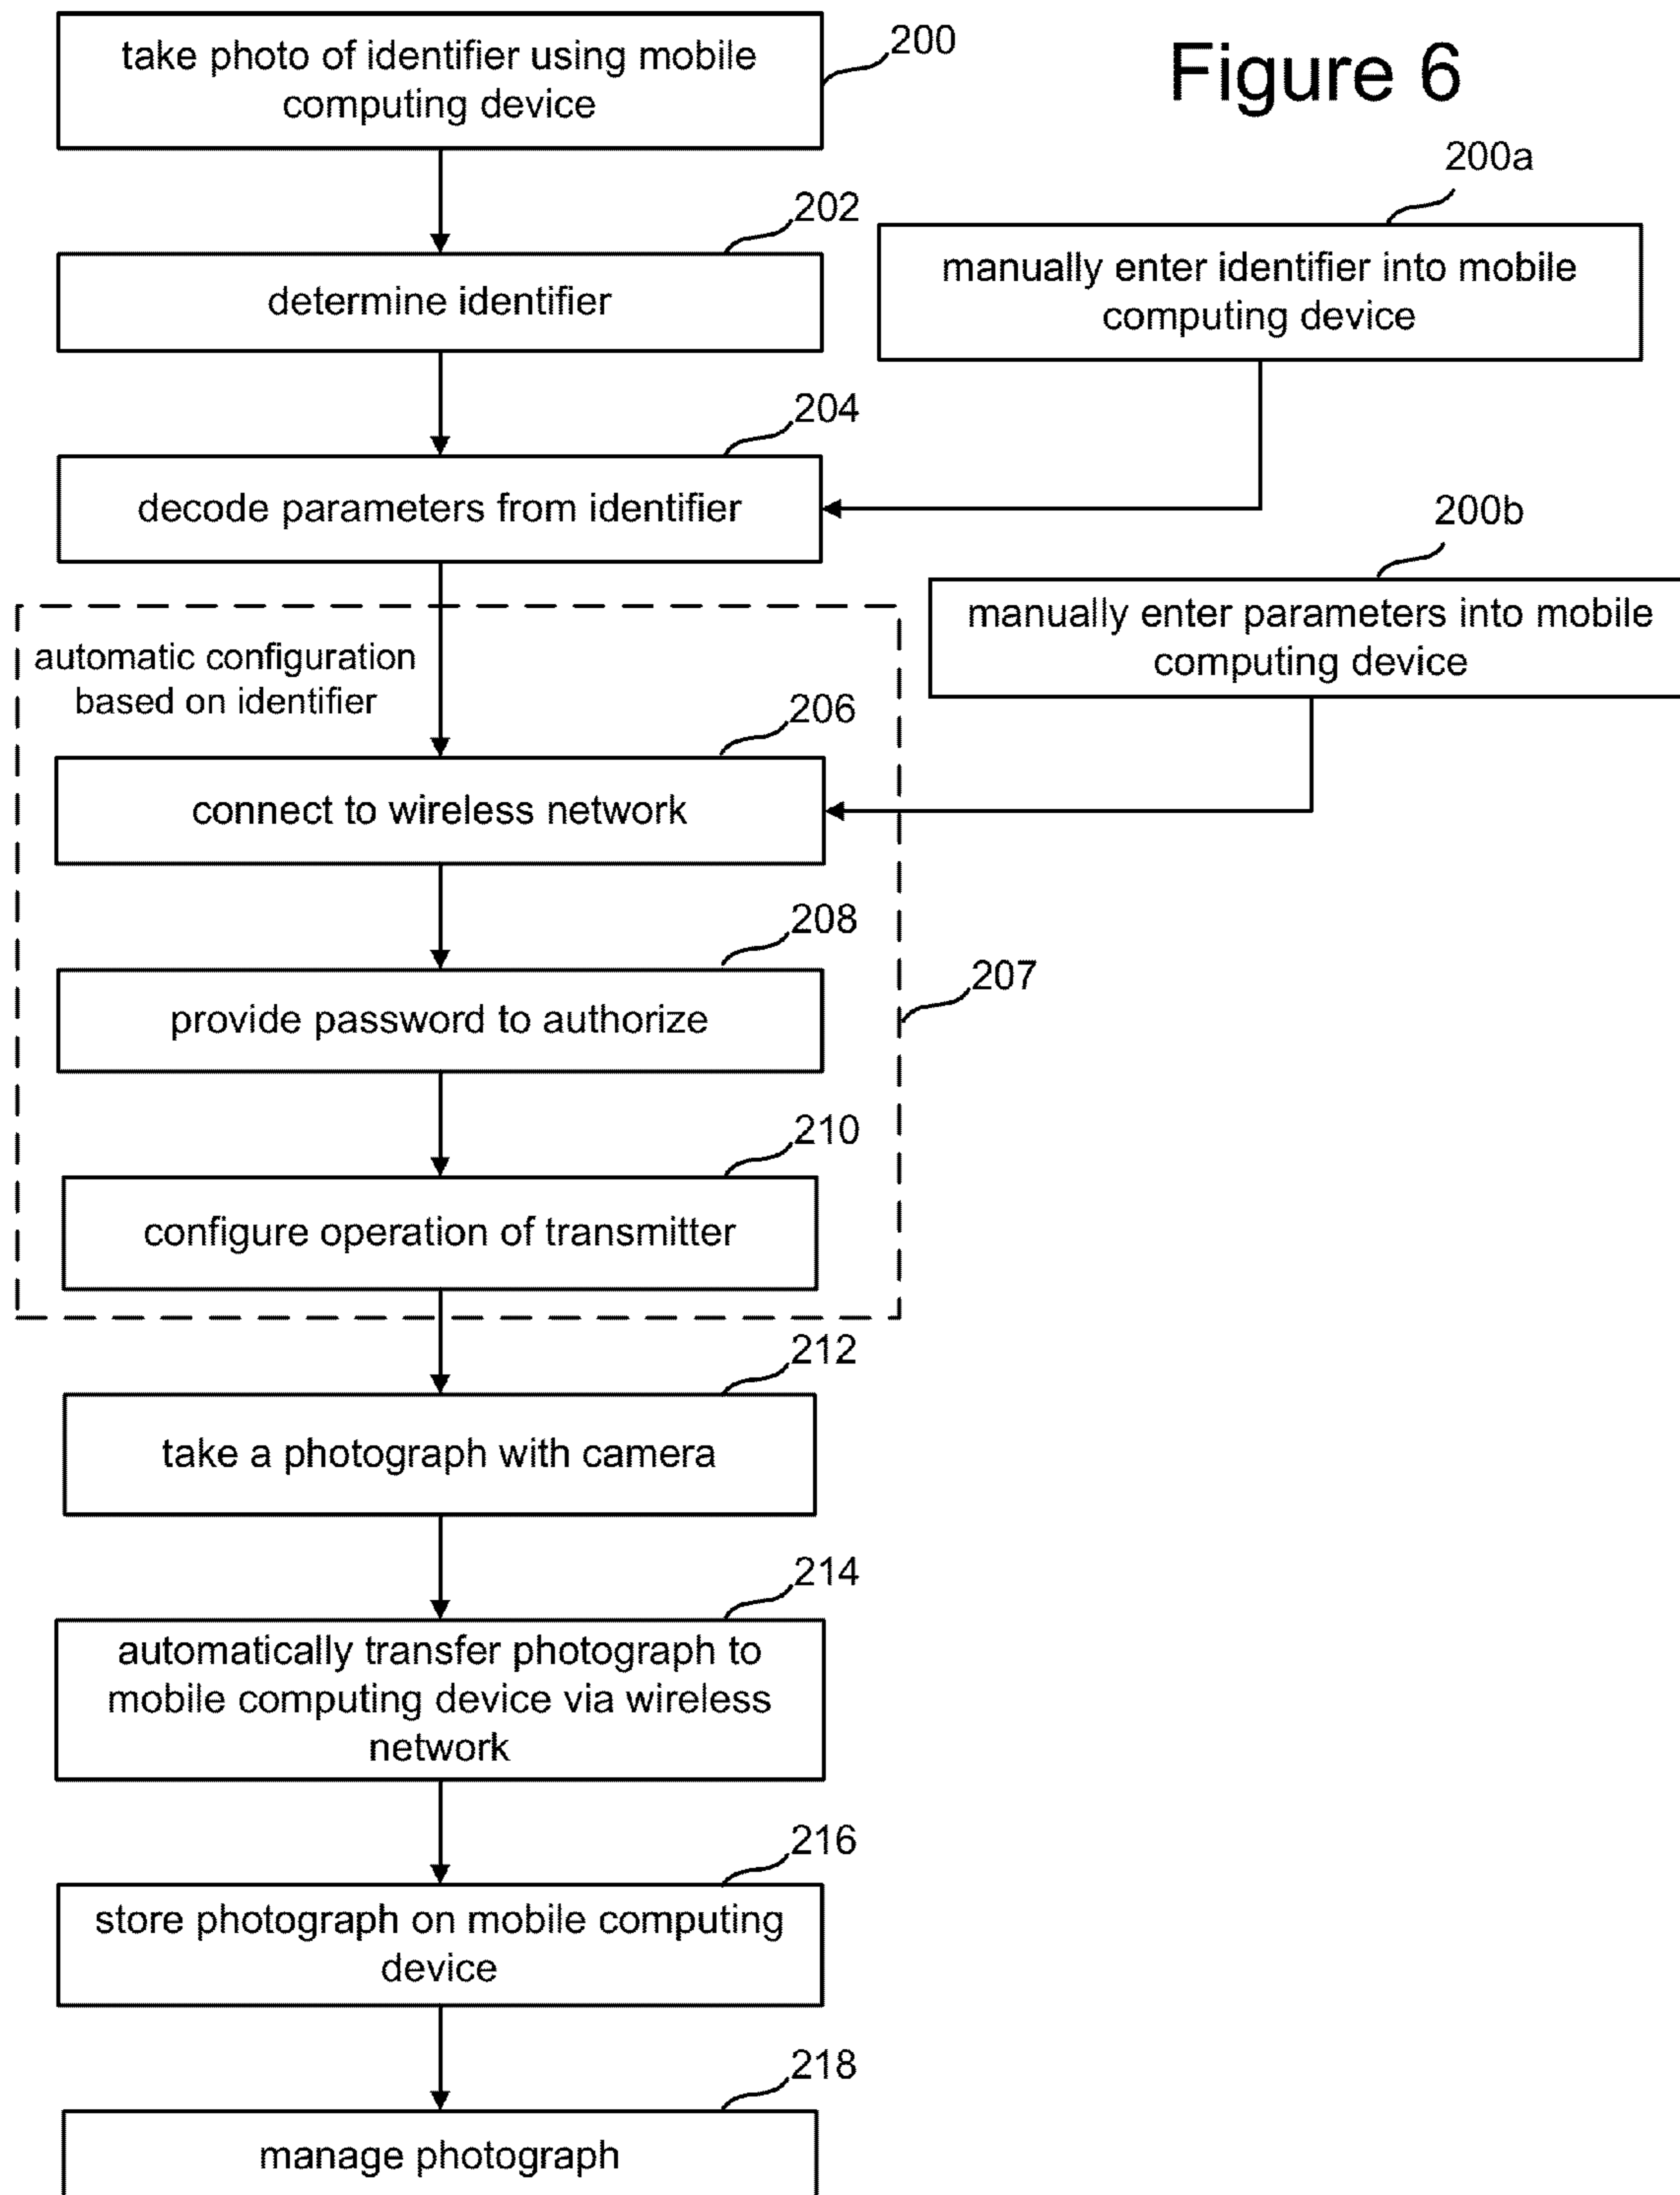 Figure 6
take photo of identifier using mobile
computing device
200
200a
202
determine identifier
manually enter identifier into mobile
computing device
204
decode parameters from identifier
200b
manually enter parameters into mobile
computing device
automatic configuration
based on identifier
206
connect to wireless network
208
provide password to authorize
207
210
configure operation of transmitter
212
take a photograph with camera
214
automatically transfer photograph to
mobile computing device via wireless
network
216
store photograph on mobile computing
device
218
manage photograph